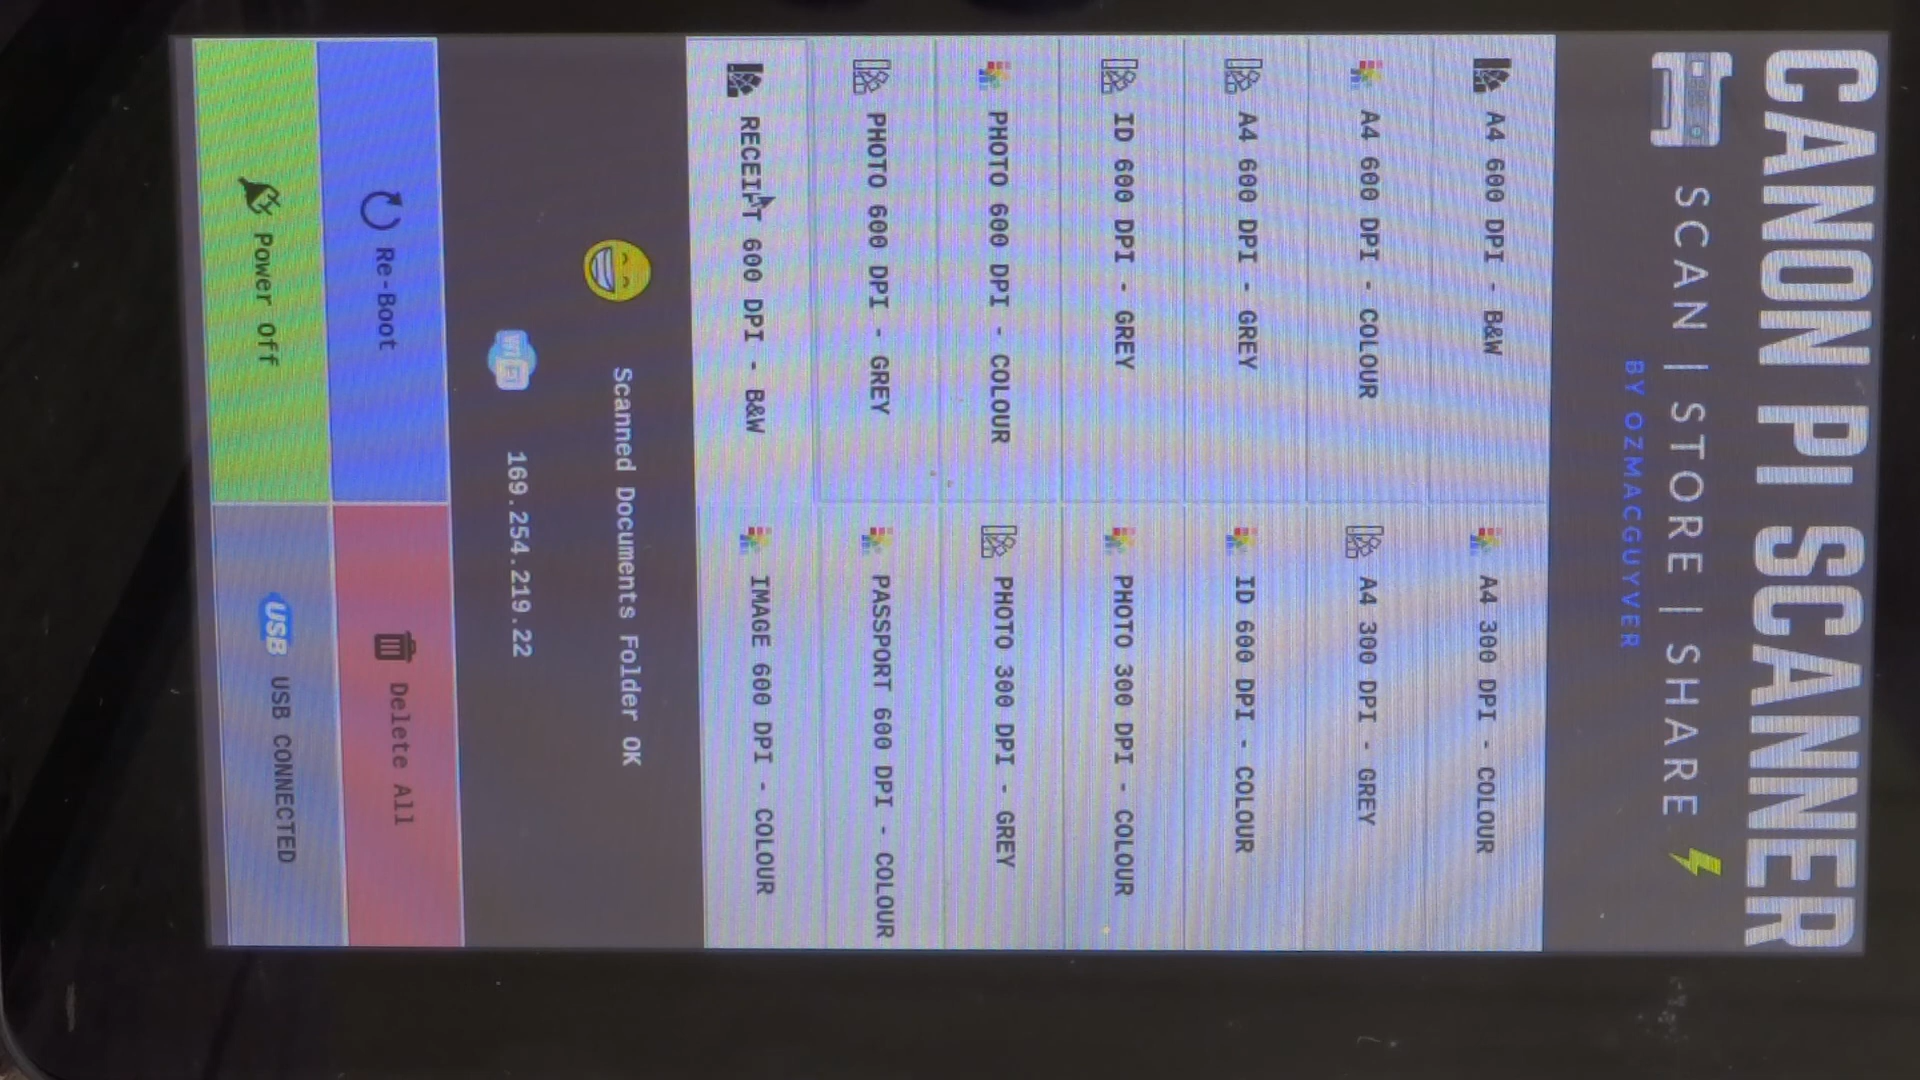 CANON PI SCANNER
SCAN | STORE | SHARE
BY OZMACGUYVER
A4 600 DPI - B&W
A4 300 DPI - COLOUR
A4 600 DPI - COLOUR
A4 300 DPI - GREY
A4 600 DPI - GREY
ID 600 DPI - COLOUR
ID 600 DPI - GREY
PHOTO 300 DPI - COLOUR
PHOTO 600 DPI - COLOUR
PHOTO 300 DPI - GREY
PHOTO 600 DPI - GREY
PASSPORT 600 DPI - COLOUR
RECEIPT 600 DPI - B&W
IMAGE 600 DPI - COLOUR
Scanned Documents Folder OK
WiFi 169.254.219.22
Re-Boot
Delete All
Power Off
USB USB CONNECTED